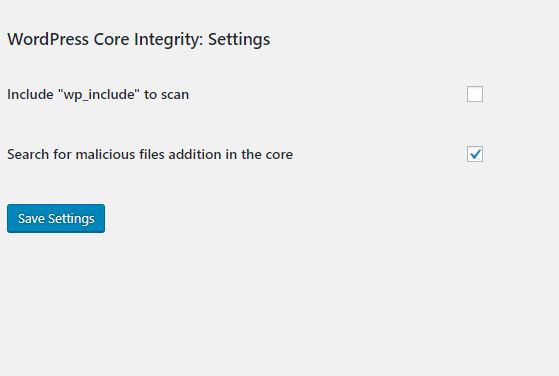 WordPress Core Integrity: Settings
Include "wp_include" to scan
Search for malicious files addition in the core
Save Settings